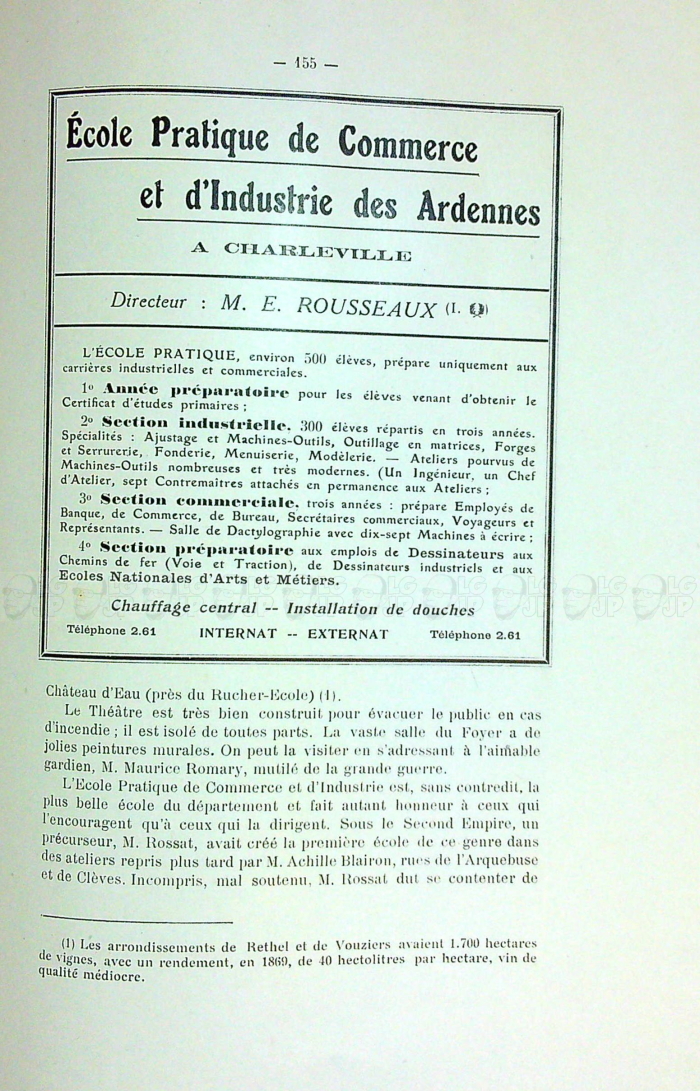 — 155 —
École Pratique de Commerce
et d'Industrie des Ardennes
A CHARLEVILLE
Directeur : M. E. ROUSSEAUX (I. )
L'ÉCOLE PRATIQUE, environ 500 élèves, prépare uniquement aux
carrières industrielles et commerciales.
1º Année préparatoire pour les élèves venant d'obtenir le
Certificat d'études primaires ;
2º Section industrielle. 300 élèves répartis en trois années.
Spécialités : Ajustage et Machines-Outils, Outillage en matrices, Forges
et Serrurerie, Fonderie, Menuiserie, Modèlerie. — Ateliers pourvus de
Machines-Outils nombreuses et très modernes. (Un Ingénieur, un Chef
d'Atelier, sept Contremaîtres attachés en permanence aux Ateliers ;
3º Section commerciale. trois années : prépare Employés de
Banque, de Commerce, de Bureau, Secrétaires commerciaux, Voyageurs et
Représentants. — Salle de Dactylographie avec dix-sept Machines à écrire ;
4º Section préparatoire aux emplois de Dessinateurs aux
Chemins de fer (Voie et Traction), de Dessinateurs industriels et aux
Ecoles Nationales d'Arts et Métiers.
Chauffage central -- Installation de douches
Téléphone 2.61 INTERNAT -- EXTERNAT Téléphone 2.61
Château d'Eau (près du Rucher-Ecole) (1).
Le Théâtre est très bien construit pour évacuer le public en cas
d'incendie ; il est isolé de toutes parts. La vaste salle du Foyer a de
jolies peintures murales. On peut la visiter en s'adressant à l'aimable
gardien, M. Maurice Romary, mutilé de la grande guerre.
L'Ecole Pratique de Commerce et d'Industrie est, sans contredit, la
plus belle école du département et fait autant honneur à ceux qui
l'encouragent qu'à ceux qui la dirigent. Sous le Second Empire, un
précurseur, M. Rossat, avait créé la première école de ce genre dans
des ateliers repris plus tard par M. Achille Blairon, rues de l'Arquebuse
et de Clèves. Incompris, mal soutenu, M. Rossat dut se contenter de
(1) Les arrondissements de Rethel et de Vouziers avaient 1.700 hectares
de vignes, avec un rendement, en 1869, de 40 hectolitres par hectare, vin de
qualité médiocre.